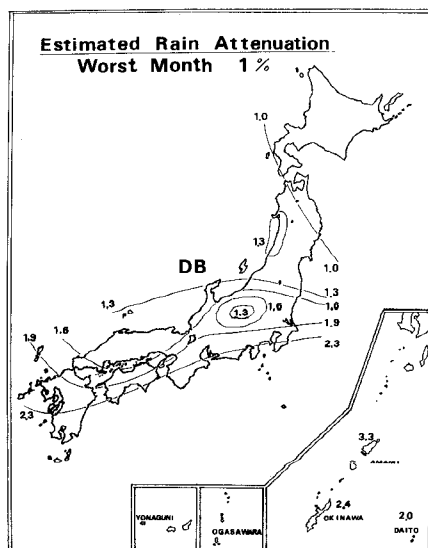 Estimated Rain Attenuation
Worst Month 1%
1.0
1.3
1.0
DB
1.3
1.3
1.6
1.6
1.3
1.9
1.9
1.6
2.3
2.3
3.3
AMAMI
YONAGUNI
OGASAWARA
2.4
OKINAWA
2.0
DAITO